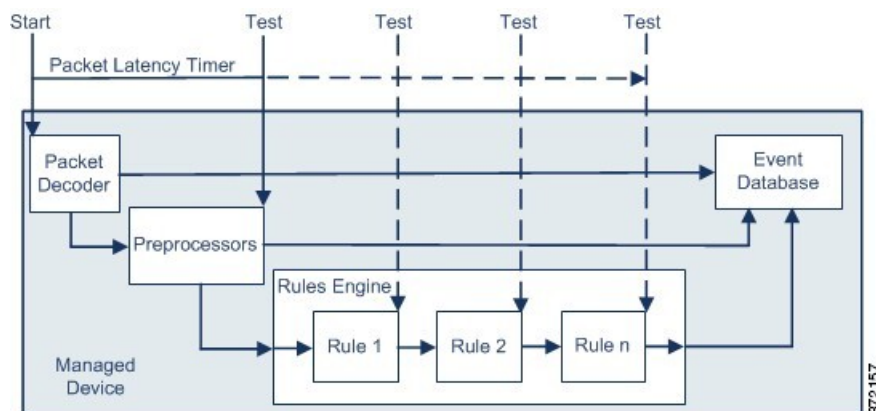 Start Test Test Test Test
Packet Latency Timer
Packet
Decoder
Event
Database
Preprocessors
Rules Engine
Rule 1 Rule 2 Rule n
Managed
Device
372157